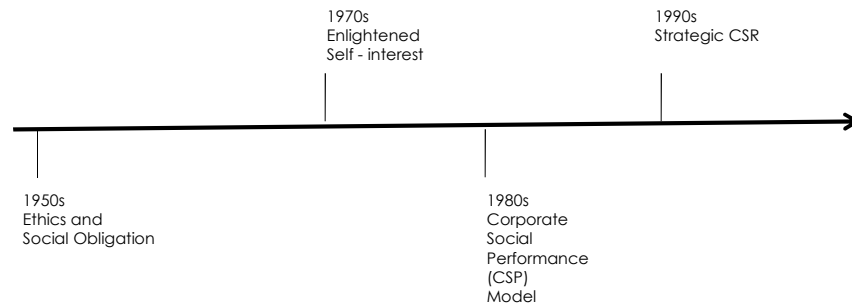 1970s
Enlightened
Self - interest
1990s
Strategic CSR
1950s
Ethics and
Social Obligation
1980s
Corporate
Social
Performance
(CSP)
Model